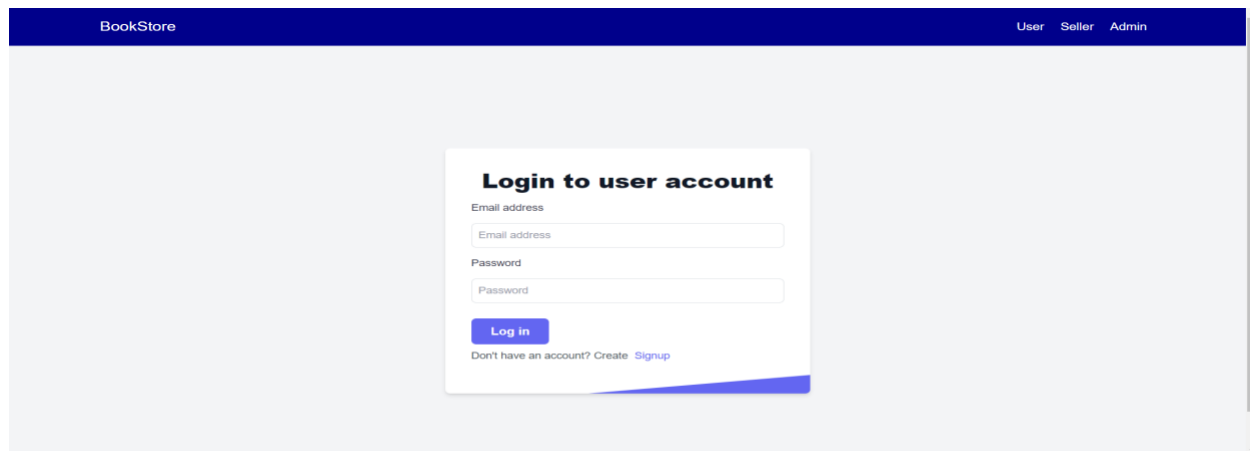 BookStore User Seller Admin
Login to user account
Email address
Email address
Password
Password
Log in
Don't have an account? Create Signup